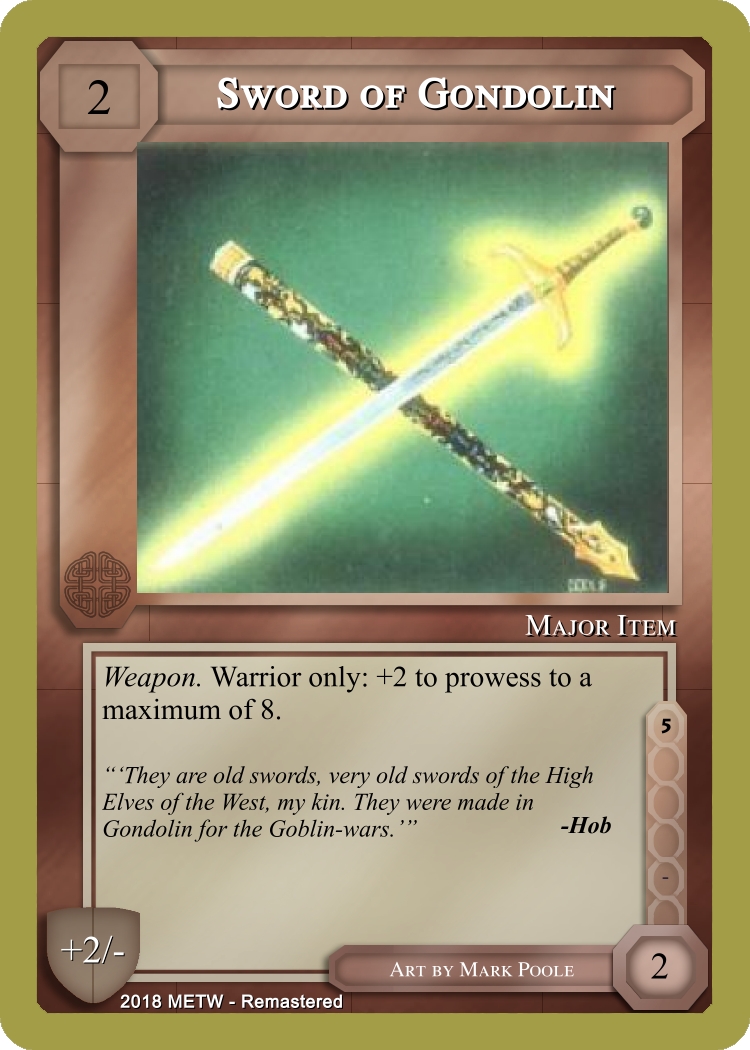 2
Sword of Gondolin
Major Item
Weapon. Warrior only: +2 to prowess to a
maximum of 8.
5
“‘They are old swords, very old swords of the High
Elves of the West, my kin. They were made in
Gondolin for the Goblin-wars.’”
-Hob
-
+2/-
Art by Mark Poole
2
2018 METW - Remastered